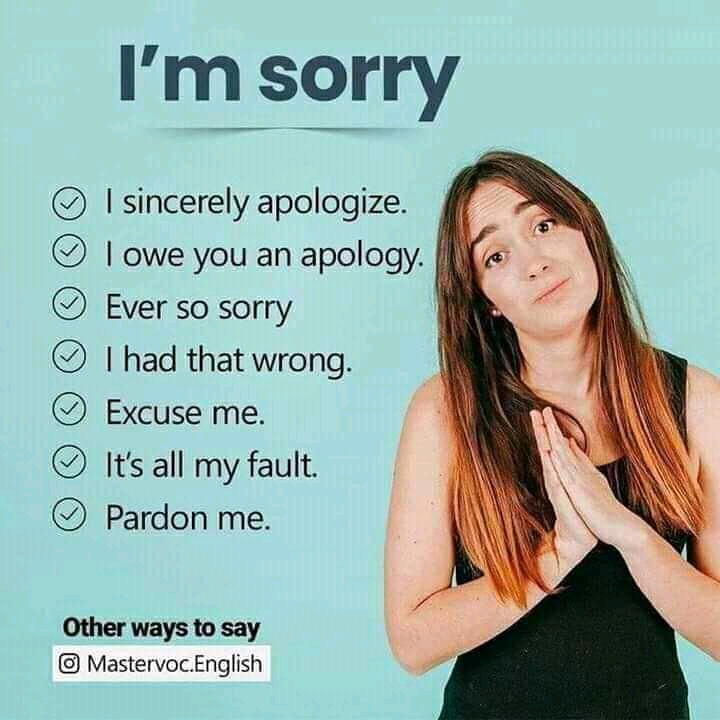 I'm sorry
I sincerely apologize.
I owe you an apology.
Ever so sorry
I had that wrong.
Excuse me.
It's all my fault.
Pardon me.
Other ways to say
Mastervoc.English